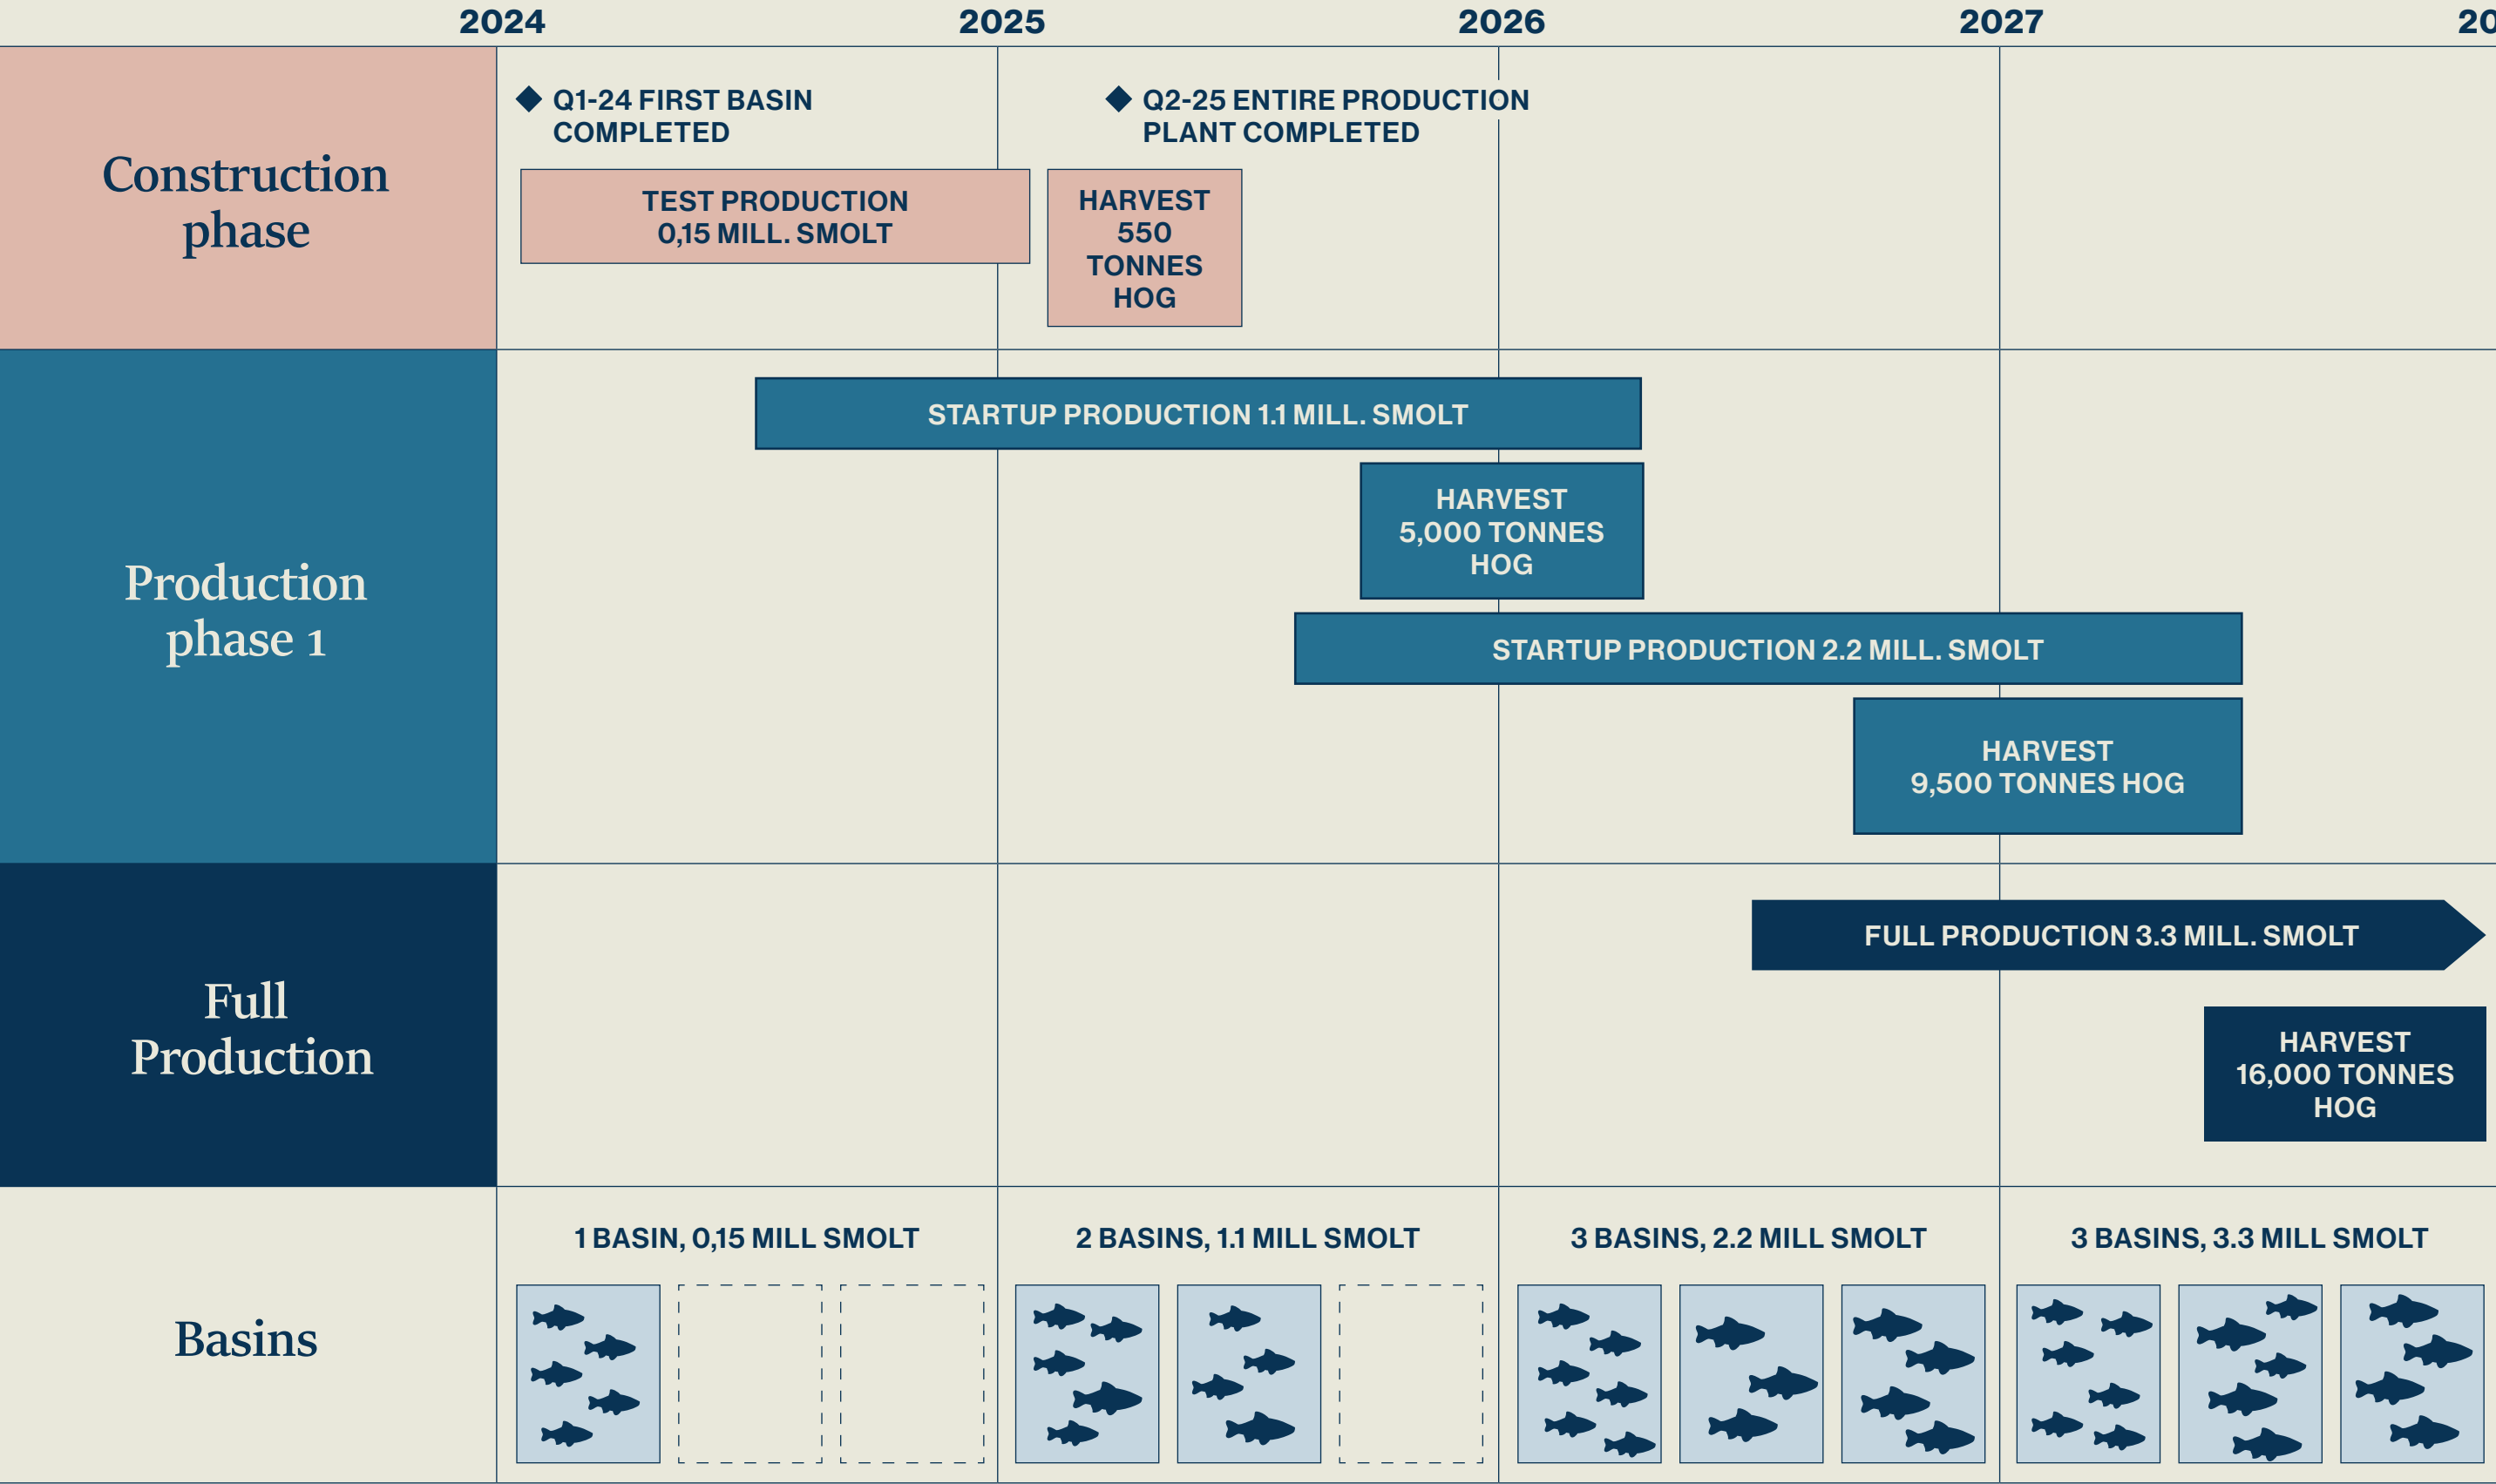 2024
2025
2026
2027
20
Construction
phase
Q1-24 FIRST BASIN
COMPLETED
Q2-25 ENTIRE PRODUCTION
PLANT COMPLETED
TEST PRODUCTION
0,15 MILL. SMOLT
HARVEST
550
TONNES
HOG
Production
phase 1
STARTUP PRODUCTION 1.1 MILL. SMOLT
HARVEST
5,000 TONNES
HOG
STARTUP PRODUCTION 2.2 MILL. SMOLT
HARVEST
9,500 TONNES HOG
Full
Production
FULL PRODUCTION 3.3 MILL. SMOLT
HARVEST
16,000 TONNES
HOG
Basins
1 BASIN, 0,15 MILL SMOLT
2 BASINS, 1.1 MILL SMOLT
3 BASINS, 2.2 MILL SMOLT
3 BASINS, 3.3 MILL SMOLT